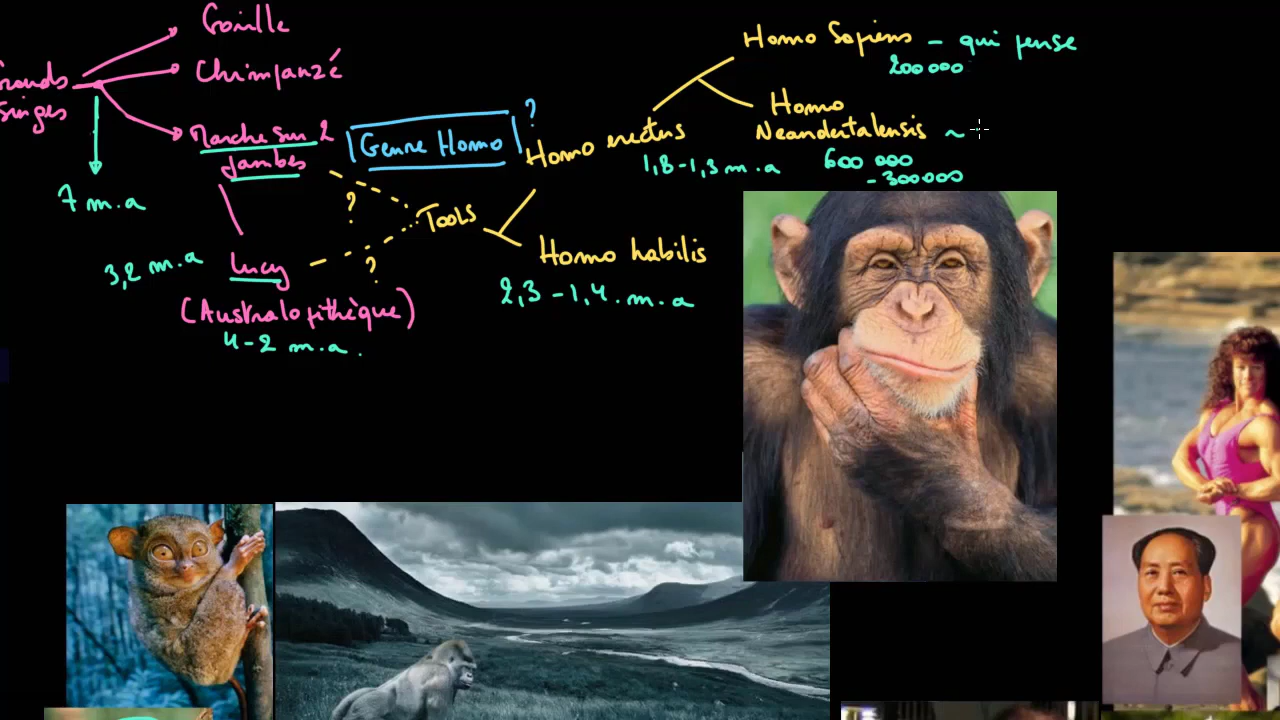 Gorille
Chimpanzé
Grands
singes
Marche sur 2
jambes
7 m.a
3,2 m.a
Lucy
(Australopithèque)
4-2 m.a.
Genre Homo
?
?
?
Tools
Homo erectus
1,8-1,3 m.a
Homo habilis
2,3-1,4.m.a
Homo Sapiens - qui pense
200 000
Homo
Neandertalensis ~
600 000
-300000